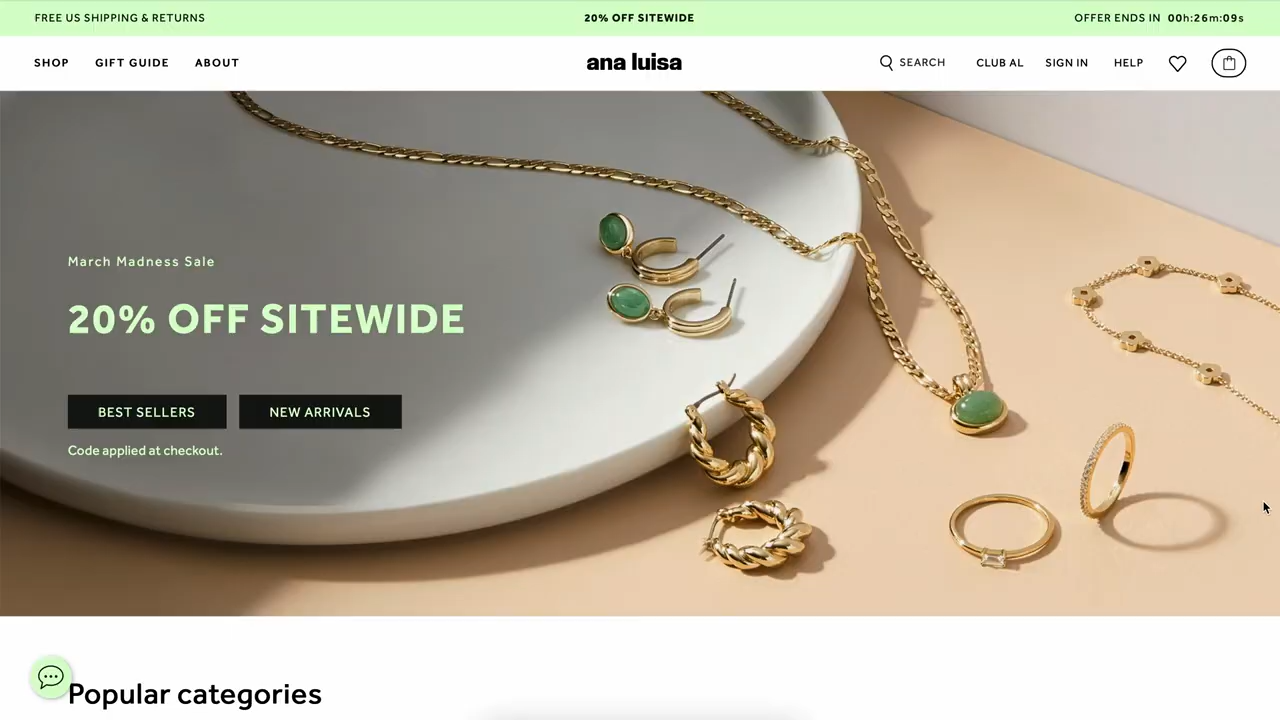 FREE US SHIPPING & RETURNS
20% OFF SITEWIDE
OFFER ENDS IN 00h:26m:09s
SHOP
GIFT GUIDE
ABOUT
ana luisa
SEARCH
CLUB AL
SIGN IN
HELP
March Madness Sale
20% OFF SITEWIDE
BEST SELLERS
NEW ARRIVALS
Code applied at checkout.
Popular categories